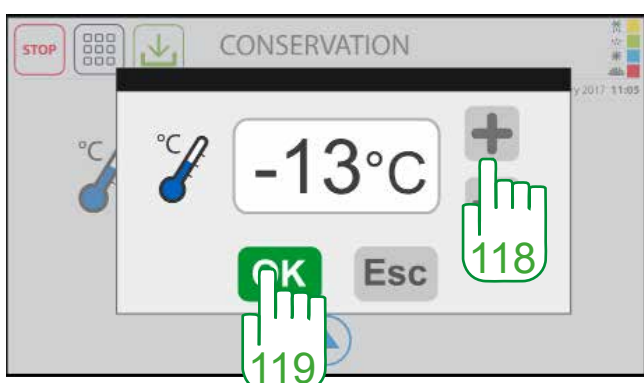 STOP CONSERVATION
y 2017 11:05
°C °C -13°C
118
OK Esc
119